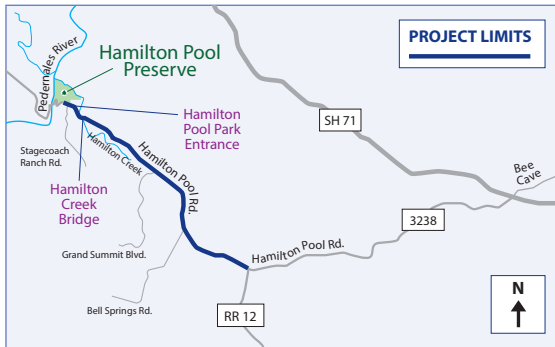 PROJECT LIMITS
Pedernales River
Hamilton Pool
Preserve
Hamilton
Pool Park
Entrance
SH 71
Stagecoach
Ranch Rd.
Hamilton Creek
Hamilton Pool Rd.
Bee
Cave
Hamilton
Creek
Bridge
3238
Grand Summit Blvd.
Hamilton Pool Rd.
Bell Springs Rd.
RR 12
N